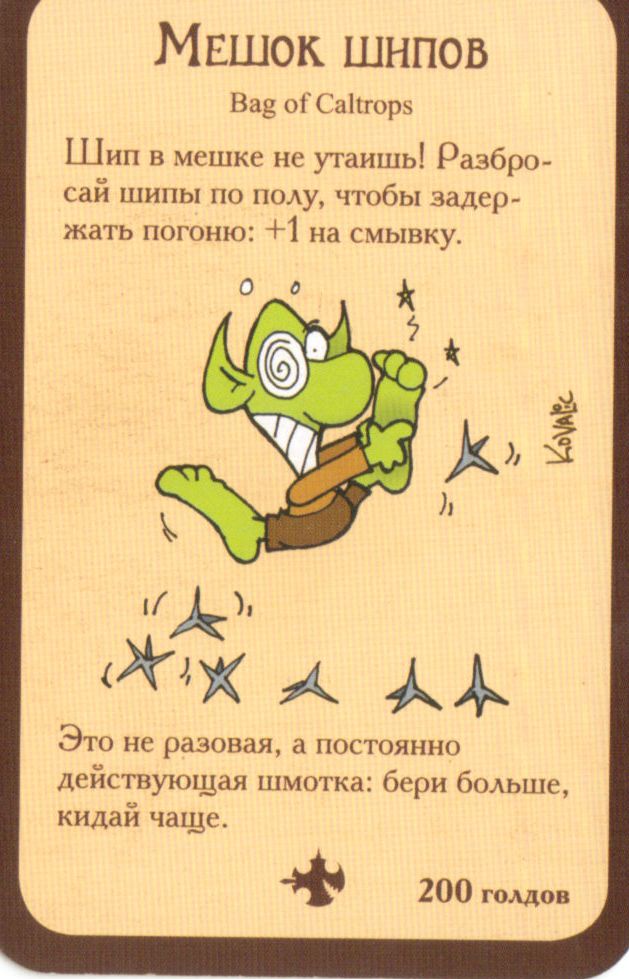 Мешок шипов
Bag of Caltrops
Шип в мешке не утаишь! Разбро-
сай шипы по полу, чтобы задер-
жать погоню: +1 на смывку.
Kovalic
Это не разовая, а постоянно
действующая шмотка: бери больше,
кидай чаще.
200 голдов